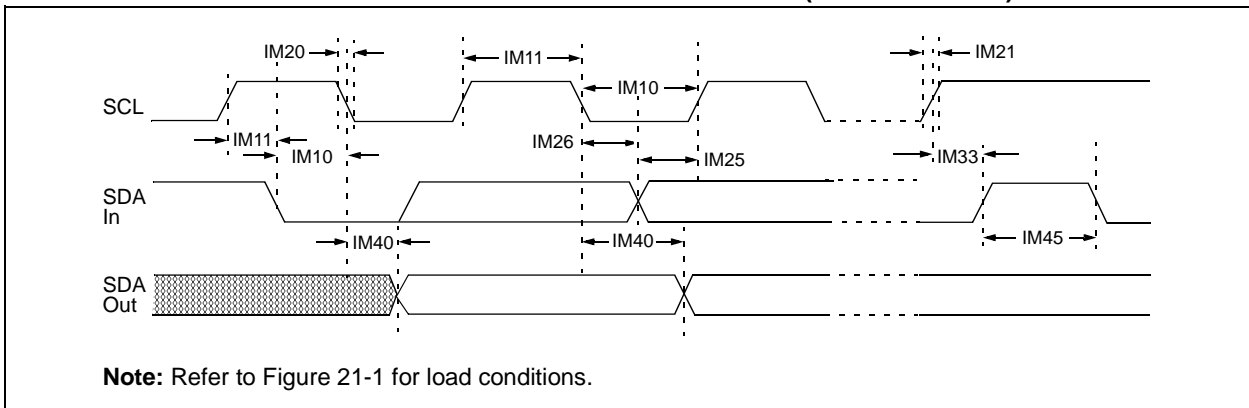 IM20
IM11
IM21
IM10
SCL
IM11
IM26
IM33
IM10
IM25
SDA
In
IM40
IM40
IM45
SDA
Out
Note: Refer to Figure 21-1 for load conditions.